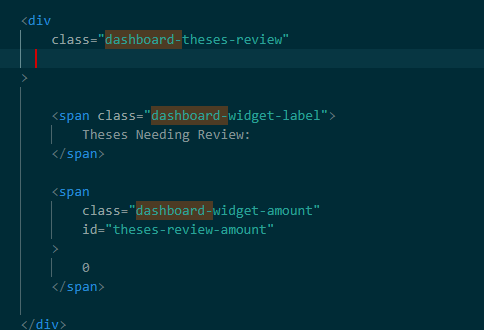 <div
class="dashboard-theses-review"
>
<span class="dashboard-widget-label">
Theses Needing Review:
</span>
<span
class="dashboard-widget-amount"
id="theses-review-amount"
>
0
</span>
</div>